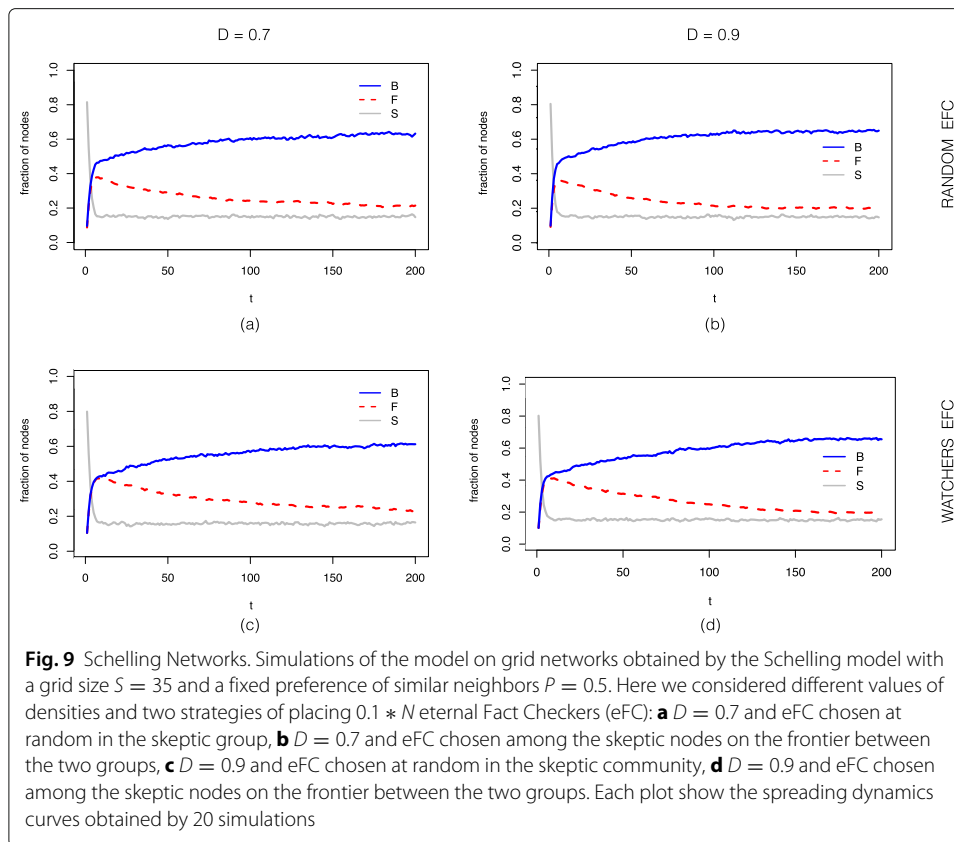 D = 0.7
D = 0.9
1.0
0.8
0.6
0.4
0.2
0.0
fraction of nodes
B
F
S
0
50
100
150
200
t
(a)
1.0
0.8
0.6
0.4
0.2
0.0
fraction of nodes
B
F
S
0
50
100
150
200
t
(b)
RANDOM EFC
1.0
0.8
0.6
0.4
0.2
0.0
fraction of nodes
B
F
S
0
50
100
150
200
t
(c)
1.0
0.8
0.6
0.4
0.2
0.0
fraction of nodes
B
F
S
0
50
100
150
200
t
(d)
WATCHERS EFC
Fig. 9 Schelling Networks. Simulations of the model on grid networks obtained by the Schelling model with
a grid size S = 35 and a fixed preference of similar neighbors P = 0.5. Here we considered different values of
densities and two strategies of placing 0.1 * N eternal Fact Checkers (eFC): a D = 0.7 and eFC chosen at
random in the skeptic group, b D = 0.7 and eFC chosen among the skeptic nodes on the frontier between
the two groups, c D = 0.9 and eFC chosen at random in the skeptic community, d D = 0.9 and eFC chosen
among the skeptic nodes on the frontier between the two groups. Each plot show the spreading dynamics
curves obtained by 20 simulations